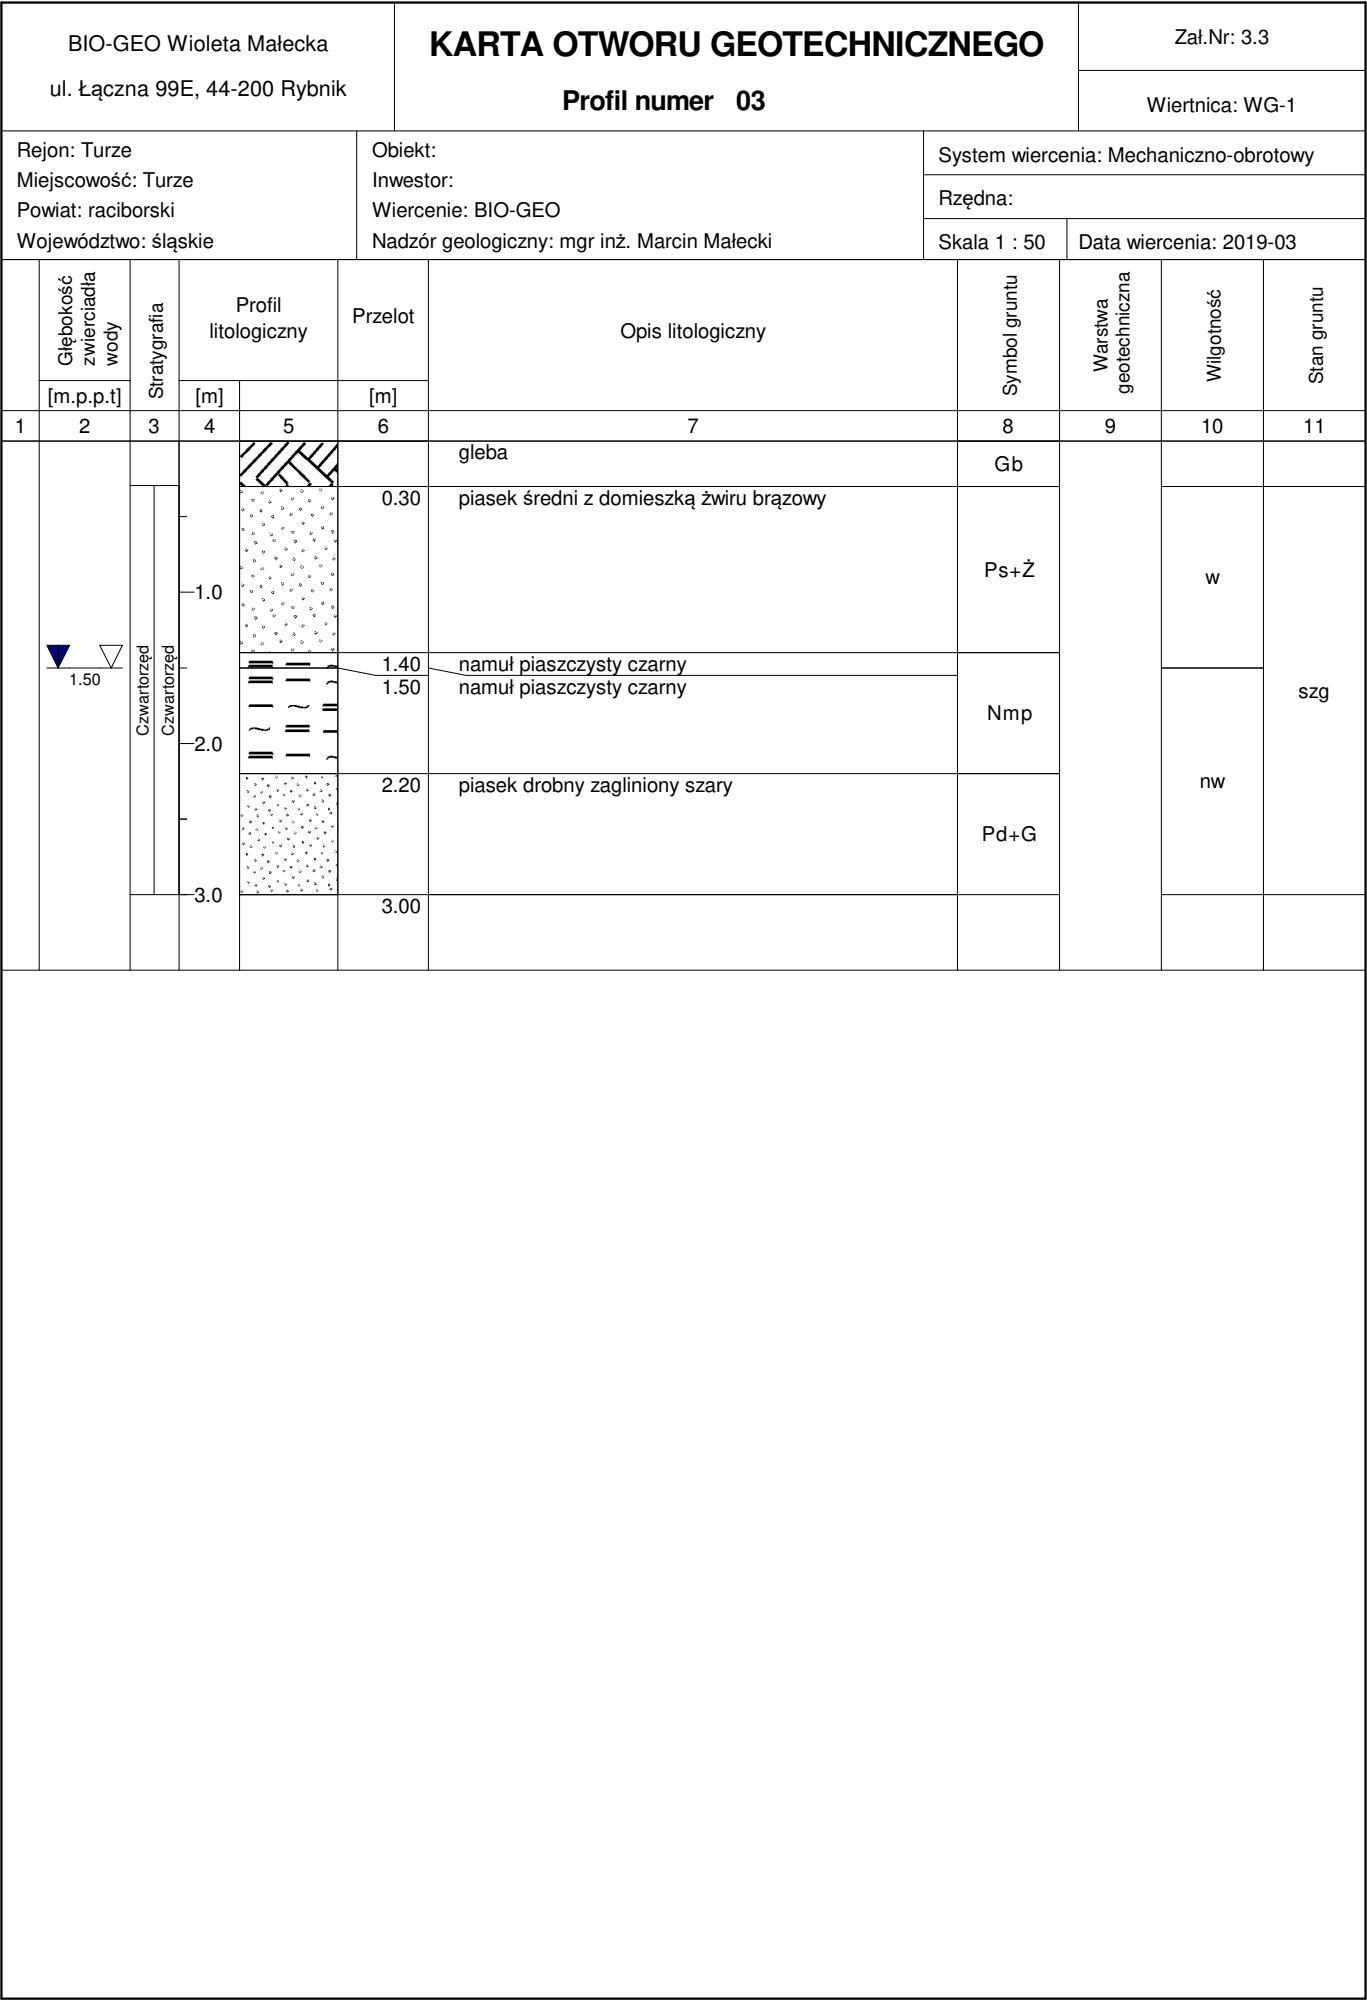 BIO-GEO Wioleta Małecka
ul. Łączna 99E, 44-200 Rybnik
KARTA OTWORU GEOTECHNICZNEGO
Profil numer 03
Zał.Nr: 3.3
Wiertnica: WG-1
Rejon: Turze
Miejscowość: Turze
Powiat: raciborski
Województwo: śląskie
Obiekt:
Inwestor:
Wiercenie: BIO-GEO
Nadzór geologiczny: mgr inż. Marcin Małecki
System wiercenia: Mechaniczno-obrotowy
Rzędna:
Skala 1 : 50
Data wiercenia: 2019-03
Głębokość
zwierciadła
wody
[m.p.p.t]
Stratygrafia
Profil
litologiczny
[m]
Przelot
[m]
Opis litologiczny
Symbol gruntu
Warstwa
geotechniczna
Wilgotność
Stan gruntu
1 2 3 4 5 6 7 8 9 10 11
gleba
Gb
0.30 piasek średni z domieszką żwiru brązowy
Ps+Ż
1.0
w
1.40 namuł piaszczysty czarny
1.50
1.50 namuł piaszczysty czarny
Czwartorzęd
Czwartorzęd
Nmp
szg
2.0
2.20 piasek drobny zagliniony szary
nw
Pd+G
3.0
3.00